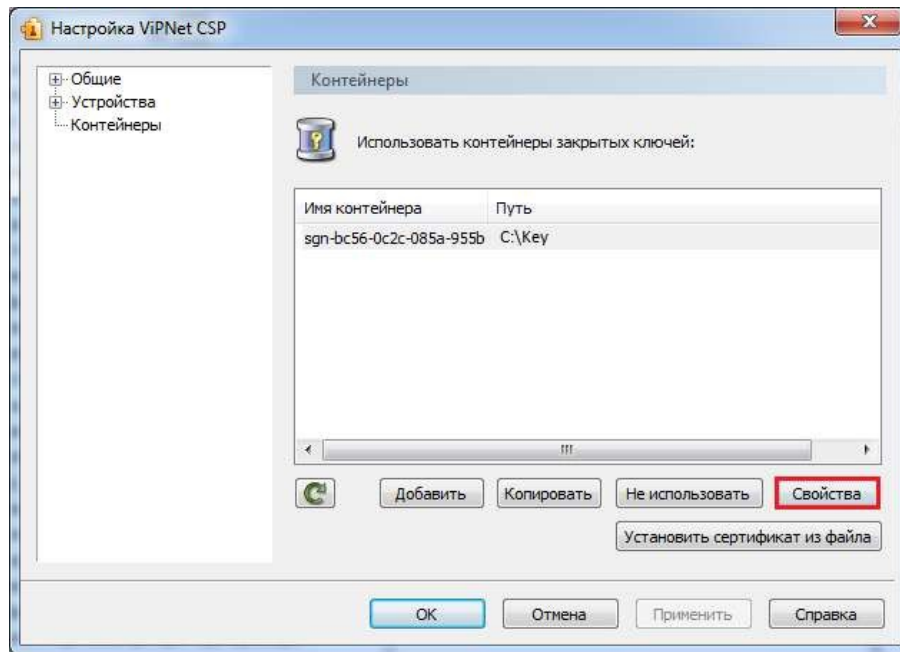 Настройка ViPNet CSP
Общие
Устройства
Контейнеры
Контейнеры
Использовать контейнеры закрытых ключей:
Имя контейнера Путь
sgn-bc56-0c2c-085a-955b C:\Key
Добавить Копировать Не использовать Свойства
Установить сертификат из файла
ОК Отмена Применить Справка